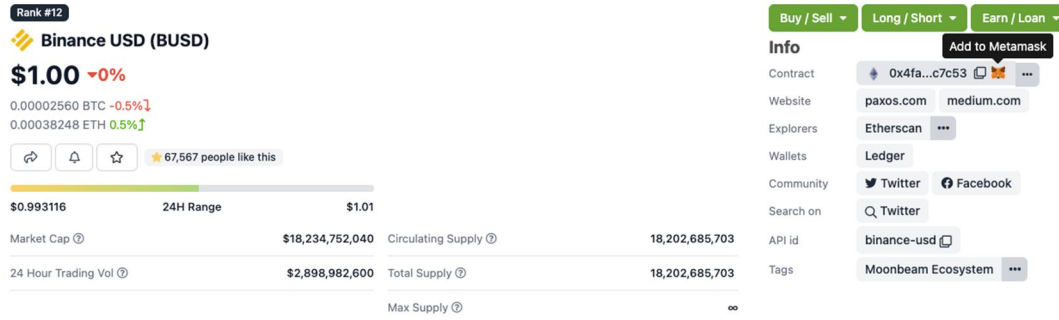 Rank #12
Binance USD (BUSD)
$1.00 0%
0.00002560 BTC -0.5%
0.00038248 ETH 0.5%
67,567 people like this
$0.993116 24H Range $1.01
Market Cap $18,234,752,040
24 Hour Trading Vol $2,898,982,600
Circulating Supply 18,202,685,703
Total Supply 18,202,685,703
Max Supply ∞
Buy / Sell Long / Short Earn / Loan
Info
Add to Metamask
Contract 0x4fa...c7c53 ...
Website paxos.com medium.com
Explorers Etherscan ...
Wallets Ledger
Community Twitter Facebook
Search on Twitter
API id binance-usd
Tags Moonbeam Ecosystem ...